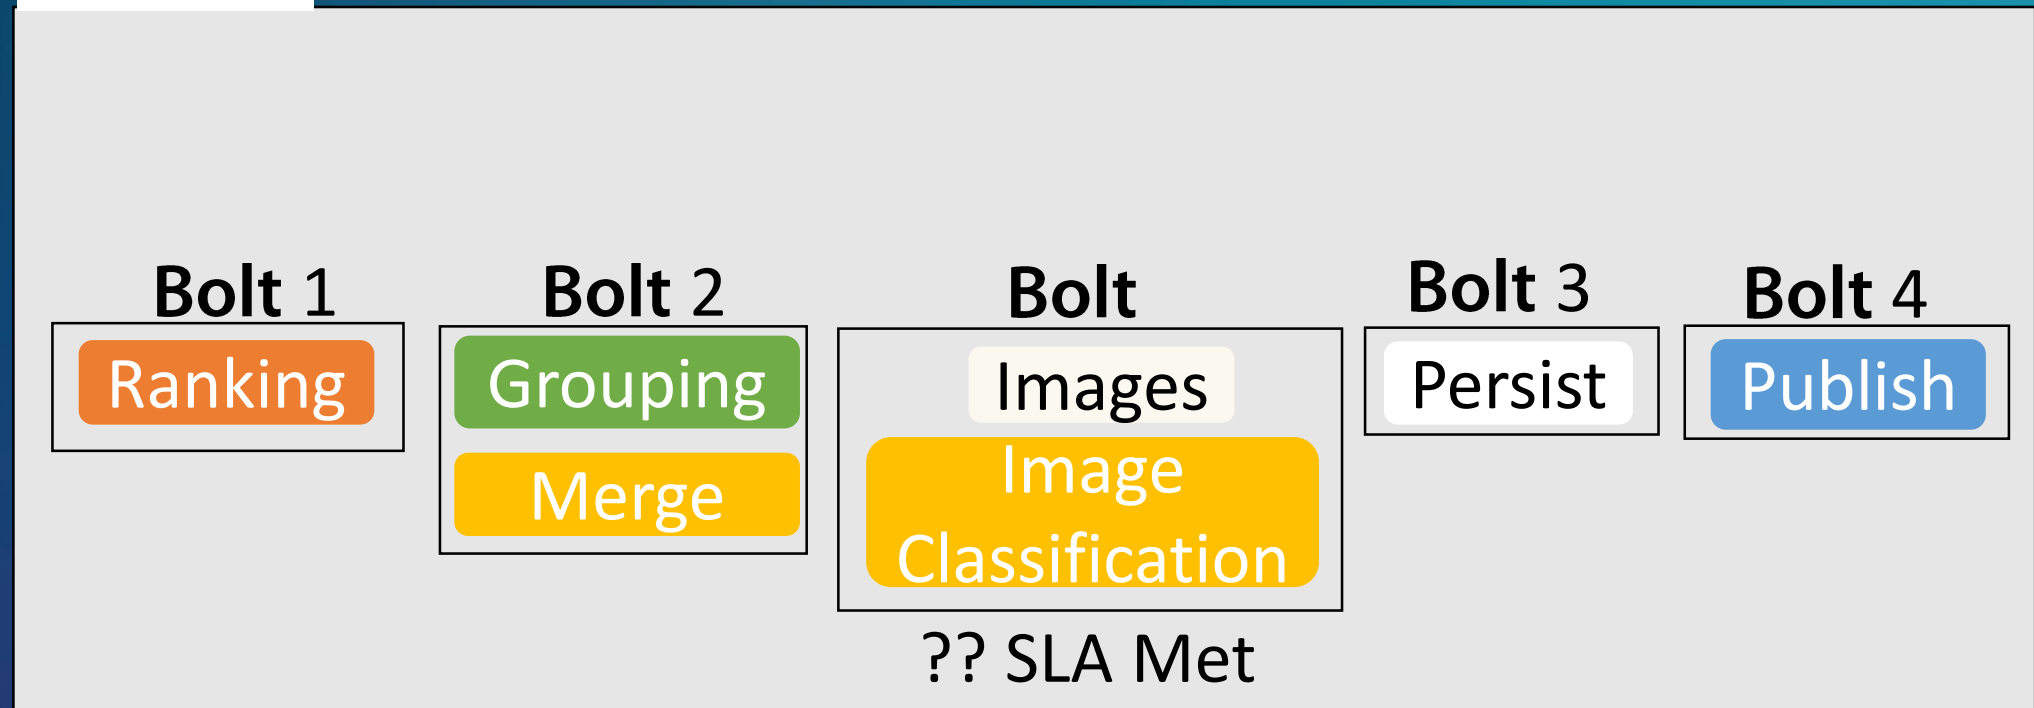 Bolt 1
Ranking
Bolt 2
Grouping
Merge
Bolt
Images
Image
Classification
?? SLA Met
Bolt 3
Persist
Bolt 4
Publish